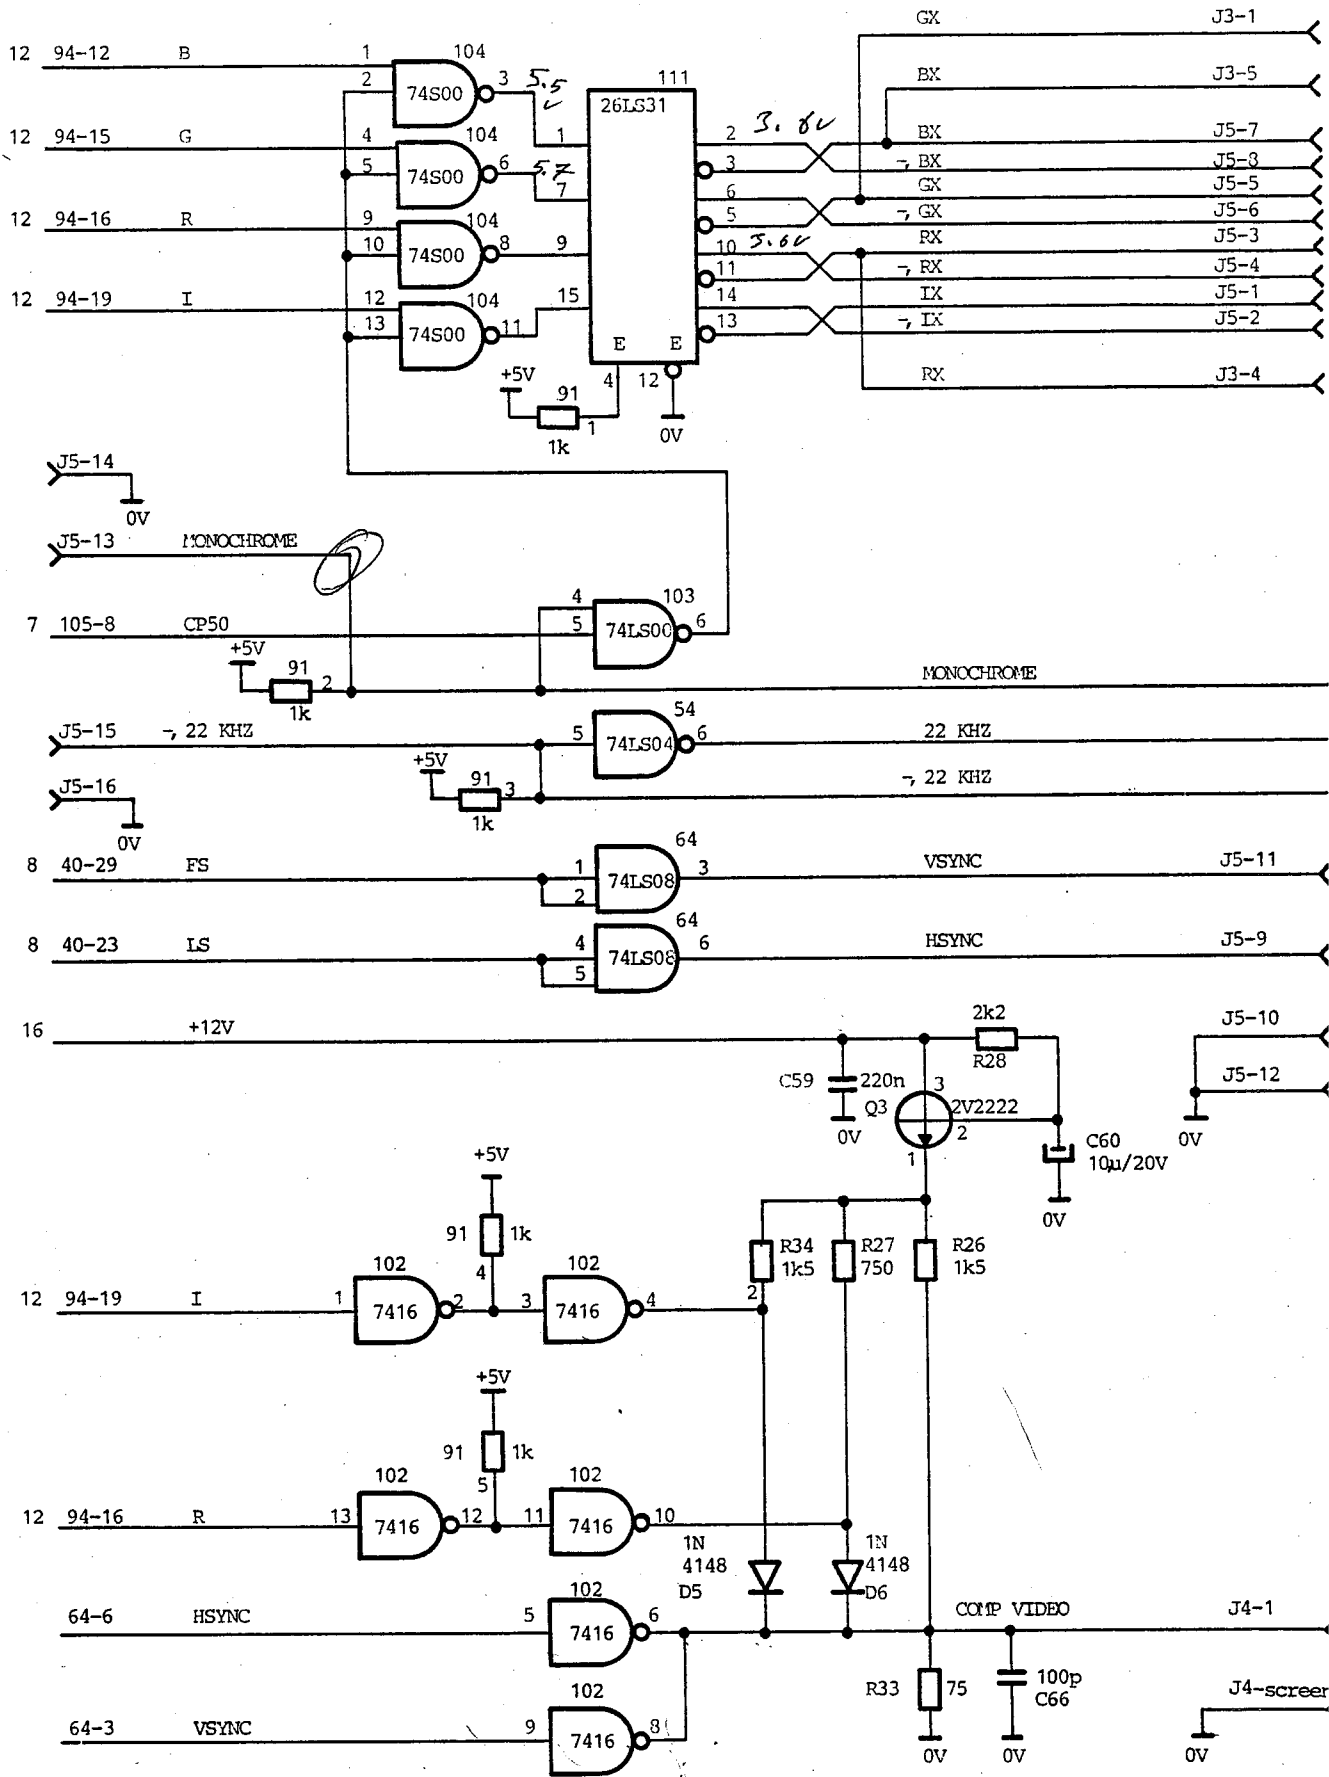 GX J3-1
12 94-12 B 1 104
2 74S00 3 5.5 v
111
26LS31
BX J3-5
12 94-15 G 4 104
5 74S00 6 5.7
1 7
2 3.6v BX J5-7
3 ¬, BX J5-8
6 GX J5-5
5 ¬, GX J5-6
12 94-16 R 9 104
10 74S00 8 9
10 3.6v RX J5-3
11 ¬, RX J5-4
12 94-19 I 12 104
13 74S00 11 15
14 IX J5-1
13 ¬, IX J5-2
E E
+5V 91 4 12
1k 1 0V
RX J3-4
J5-14
0V
J5-13 MONOCHROME
4 103
7 105-8 CP50 5 74LS00 6
+5V 91 2
1k
MONOCHROME
54
J5-15 ¬, 22 KHZ 5 74LS04 6 22 KHZ
+5V 91 3
1k
¬, 22 KHZ
J5-16
0V
64
8 40-29 FS 1 74LS08 3 VSYNC J5-11
2
64
8 40-23 LS 4 74LS08 6 HSYNC J5-9
5
16 +12V 2k2 J5-10
R28
C59 220n 3 J5-12
Q3 2V2222
0V 2 0V
1 C60
10µ/20V
0V
+5V
91 1k
4
R34 R27 R26
1k5 750 1k5
2
102 102
12 94-19 I 1 7416 2 3 7416 4
+5V
91 1k
5
102 102
12 94-16 R 13 7416 12 11 7416 10
1N 1N
4148 4148
D5 D6
102
64-6 HSYNC 5 7416 6 COMP VIDEO J4-1
R33 75 100p
C66
J4-screen
102
64-3 VSYNC 9 7416 8
0V 0V 0V